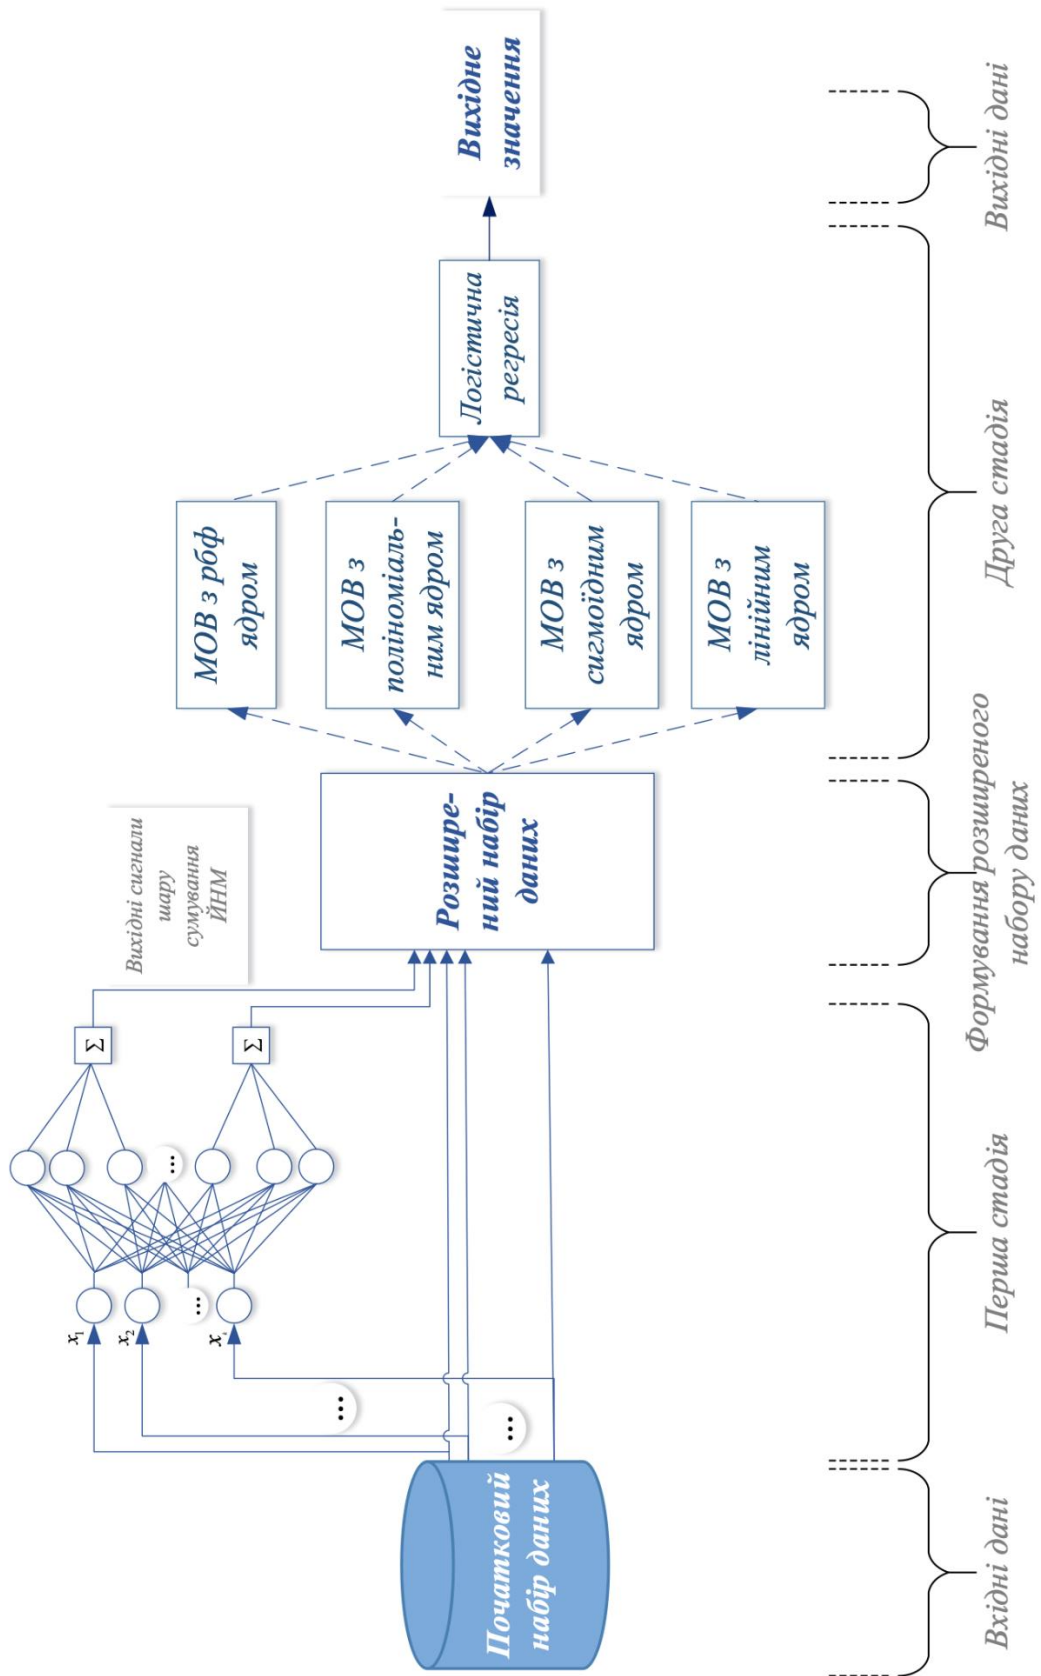 Початковий
набір даних
x₁
x₂
...
x
...
...
...
Σ
Σ
Вихідні сигнали
шару
сумування
ЙНМ
Розшире-
ний набір
даних
МОВ з рбф
ядром
МОВ з
поліноміаль-
ним ядром
МОВ з
сигмоїдним
ядром
МОВ з
лінійним
ядром
Логістична
регресія
Вихідне
значення
Вхідні дані
Перша стадія
Формування розширеного
набору даних
Друга стадія
Вихідні дані